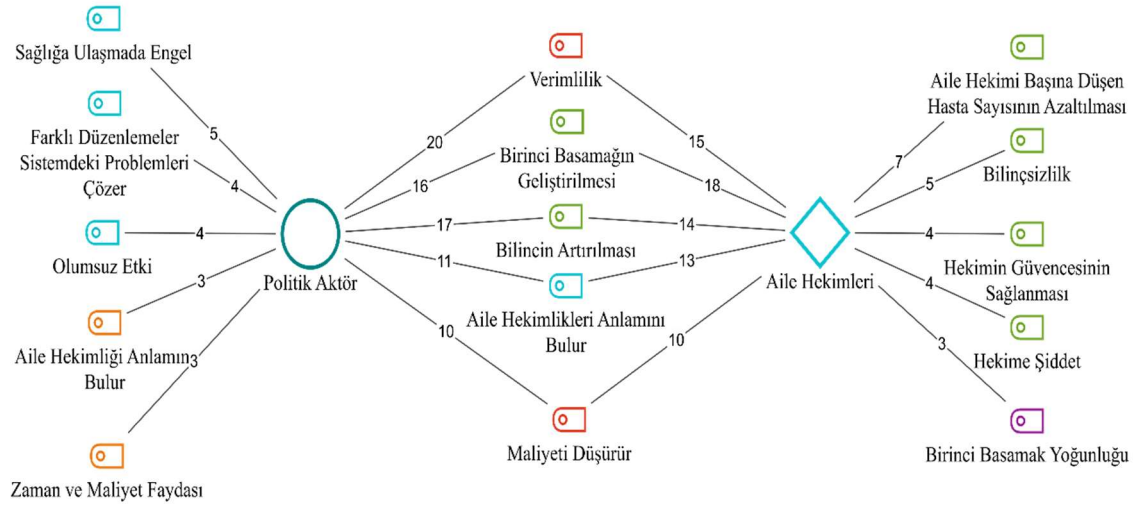 Sağlığa Ulaşmada Engel
5
Farklı Düzenlemeler
Sistemdeki Problemleri
Çözer
4
Olumsuz Etki
4
Aile Hekimliği Anlamın
Bulur
3
Zaman ve Maliyet Faydası
3
Politik Aktör
Verimlilik
20
15
Birinci Basamağın
Geliştirilmesi
16
18
Bilincin Artırılması
17
14
Aile Hekimlikleri Anlamını
Bulur
11
13
Maliyeti Düşürür
10
10
Aile Hekimleri
Aile Hekimi Başına Düşen
Hasta Sayısının Azaltılması
7
Bilinçsizlilk
5
Hekimin Güvencesinin
Sağlanması
4
Hekime Şiddet
4
Birinci Basamak Yoğunluğu
3